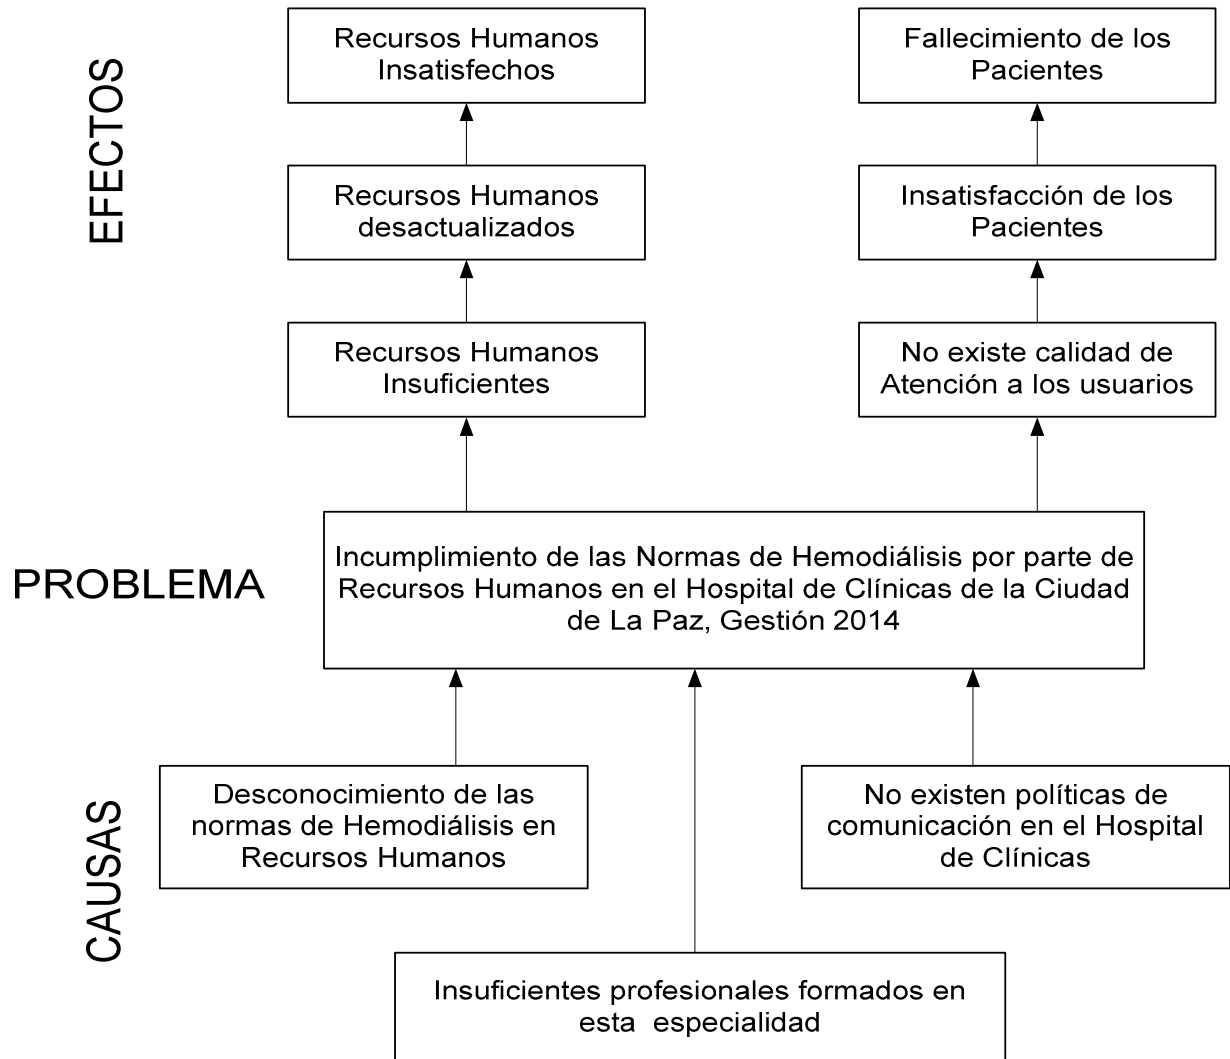 EFECTOS
Recursos Humanos
Insatisfechos
Fallecimiento de los
Pacientes
Recursos Humanos
desactualizados
Insatisfacción de los
Pacientes
Recursos Humanos
Insuficientes
No existe calidad de
Atención a los usuarios
PROBLEMA
Incumplimiento de las Normas de Hemodiálisis por parte de
Recursos Humanos en el Hospital de Clínicas de la Ciudad
de La Paz, Gestión 2014
CAUSAS
Desconocimiento de las
normas de Hemodiálisis en
Recursos Humanos
No existen políticas de
comunicación en el Hospital
de Clínicas
Insuficientes profesionales formados en
esta  especialidad